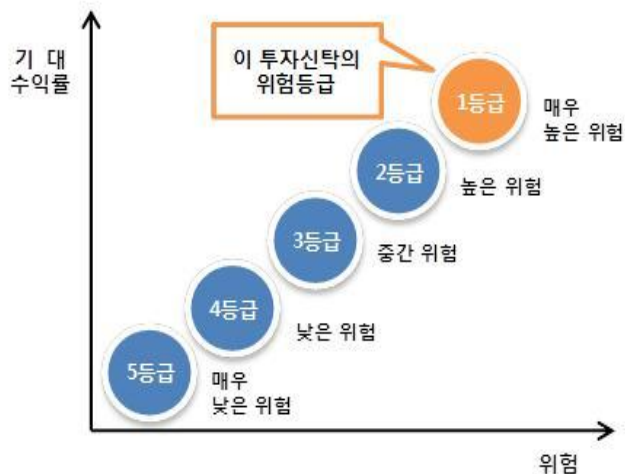 기 대
수익률
이 투자신탁의
위험등급
1등급
매우
높은 위험
2등급
높은 위험
3등급
중간 위험
4등급
낮은 위험
5등급
매우
낮은 위험
위험